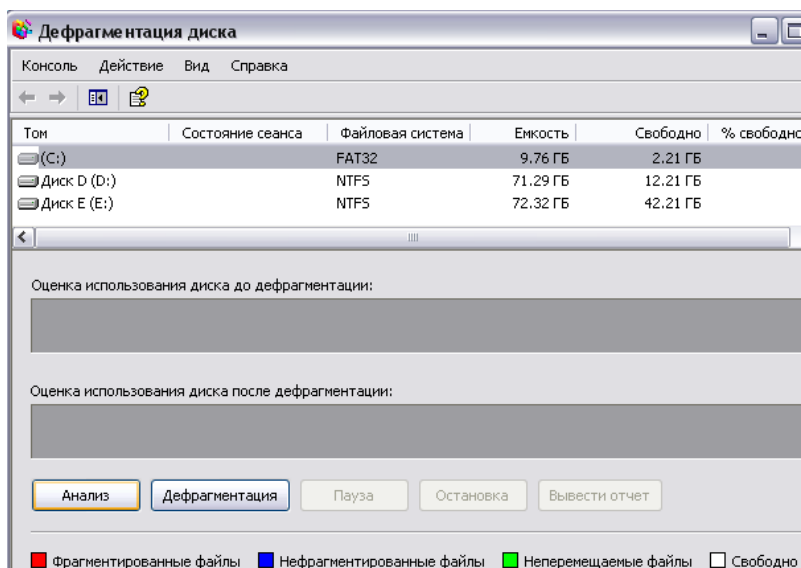 Дефрагментация диска
Консоль Действие Вид Справка
Том Состояние сеанса Файловая система Емкость Свободно % свободно
(C:) FAT32 9.76 ГБ 2.21 ГБ
Диск D (D:) NTFS 71.29 ГБ 12.21 ГБ
Диск E (E:) NTFS 72.32 ГБ 42.21 ГБ
Оценка использования диска до дефрагментации:
Оценка использования диска после дефрагментации:
Анализ Дефрагментация Пауза Остановка Вывести отчет
Фрагментированные файлы Нефрагментированные файлы Неперемещаемые файлы Свободно